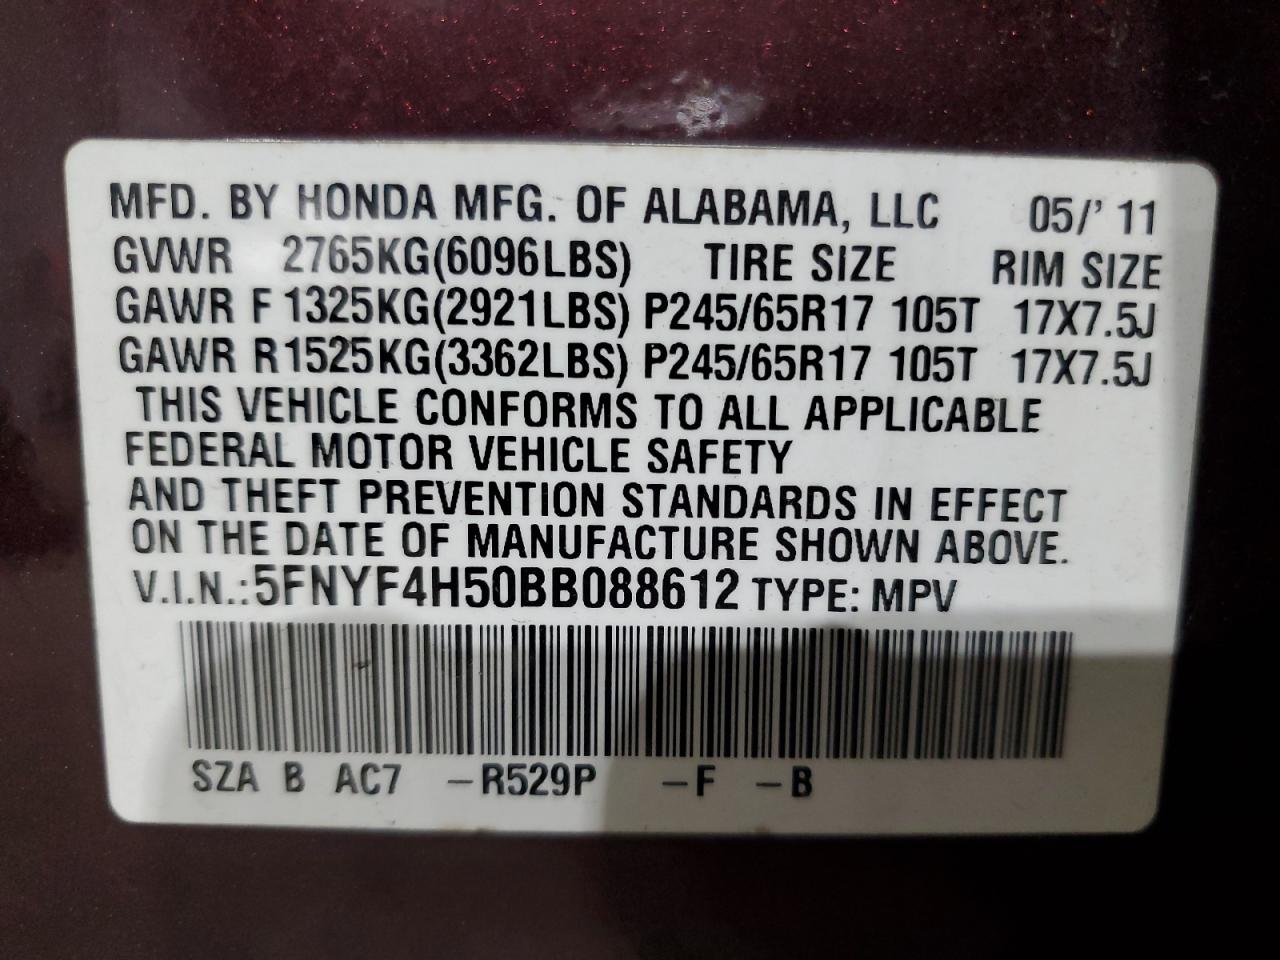 MFD. BY HONDA MFG. OF ALABAMA, LLC 05/' 11
GVWR 2765KG(6096LBS) TIRE SIZE RIM SIZE
GAWR F 1325KG(2921LBS) P245/65R17 105T 17X7.5J
GAWR R 1525KG(3362LBS) P245/65R17 105T 17X7.5J
THIS VEHICLE CONFORMS TO ALL APPLICABLE
FEDERAL MOTOR VEHICLE SAFETY
AND THEFT PREVENTION STANDARDS IN EFFECT
ON THE DATE OF MANUFACTURE SHOWN ABOVE.
V.I.N.:5FNYF4H50BB088612 TYPE: MPV
SZA B AC7 -R529P -F -B